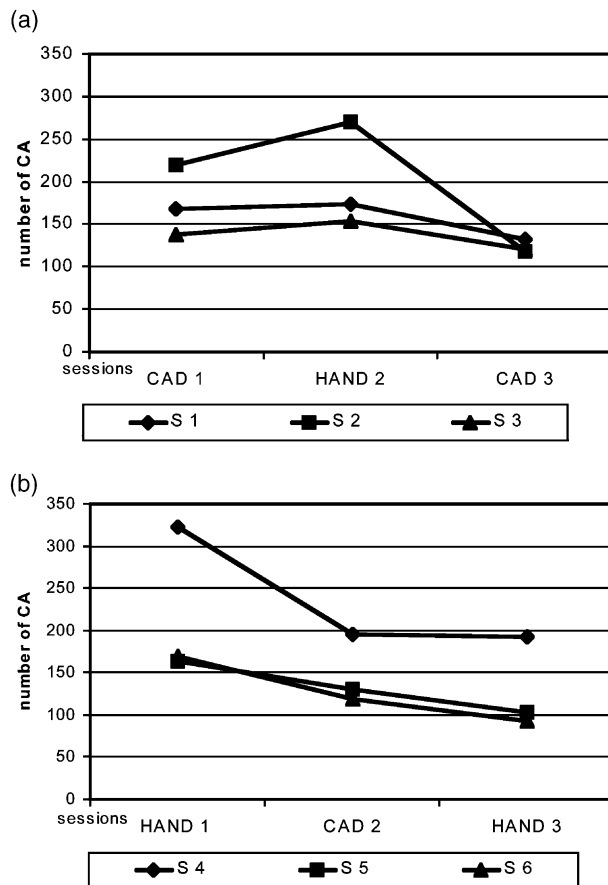 (a)
350
300
250
200
150
100
50
0
number of CA
sessions
CAD 1 HAND 2 CAD 3
S 1 S 2 S 3
(b)
350
300
250
200
150
100
50
0
number of CA
sessions
HAND 1 CAD 2 HAND 3
S 4 S 5 S 6